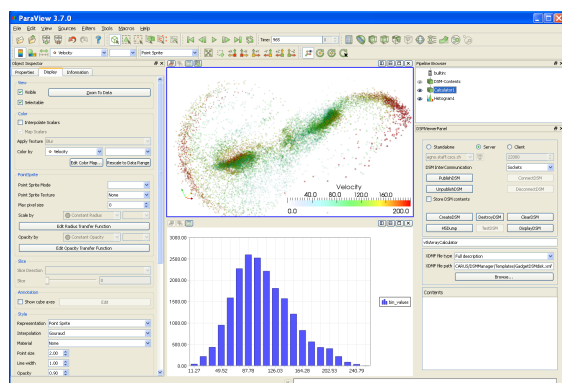 ParaView 3.7.0
File Edit View Sources Filters Tools Macros Help
Time: 965
Velocity
Point Sprite
Object Inspector
Properties Display Information
View
Visible
Zoom To Data
Selectable
Color
Interpolate Scalars
Map Scalars
Apply Texture
Color by Velocity
Edit Color Map... Rescale to Data Range
PointSprite
Point Sprite Mode
Point Sprite Texture None
Max pixel size 0
Scale by Constant Radius
Edit Radius Transfer Function
Opacity by Constant Opacity
Edit Opacity Transfer Function
Slice
Slice Direction
Slice 0
Annotation
Show cube axes Edit
Style
Representation Point Sprite
Interpolation Gouraud
Material None
Point size 2.00
Line width 1.00
Opacity 0.90
Velocity
40.0 80.0 120.0 160.0
0.0 200.0
3000.00
2500.00
2000.00
1500.00
1000.00
500.00
0.00
11.27 49.52 87.78 126.03 164.28 202.53 240.79
bin_values
Pipeline Browser
builtin:
DSM-Contents
Calculator1
Histogram1
DSMViewerPanel
Standalone Server Client
22000
DSM InterCommunication Sockets
PublishDSM ConnectDSM
UnpublishDSM DisconnectDSM
Store DSM contents
CreateDSM DestroyDSM ClearDSM
H5Dump TestDSM DisplayDSM
vtkArrayCalculator
XDMF file type Full description
XDMF file path
Browse...
Contents